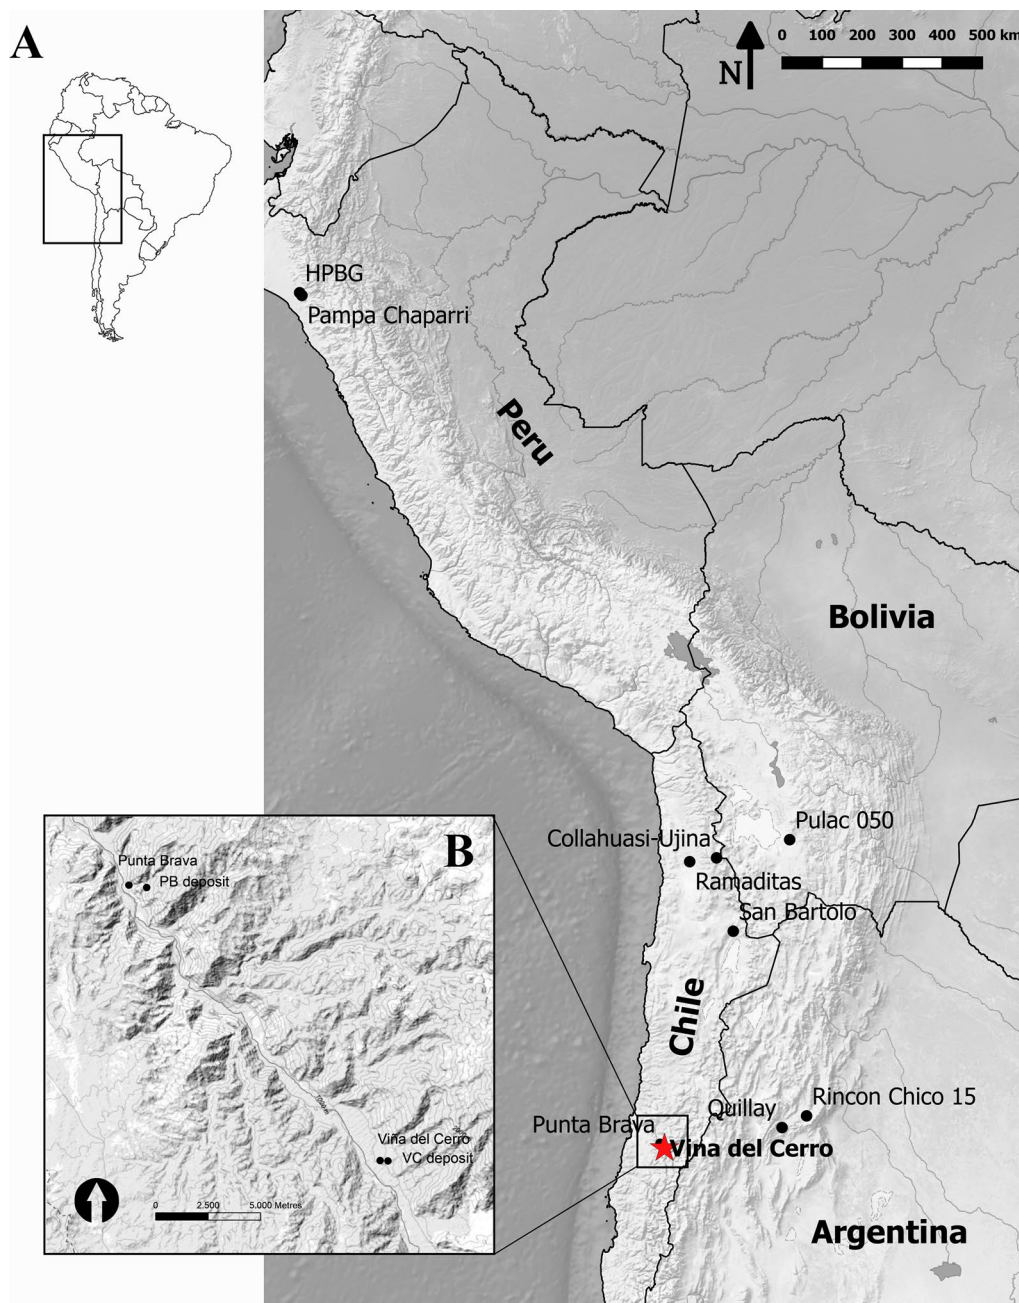 A
N
0 100 200 300 400 500 km
HPBG
Pampa Chaparri
Peru
Bolivia
Pulac 050
Collahuasi-Ujina
Ramaditas
San Bartolo
Chile
Rincon Chico 15
Quillay
Punta Brava
Vina del Cerro
Argentina
B
Punta Brava
PB deposit
Viña del Cerro
VC deposit
0 2.500 5.000 Metres